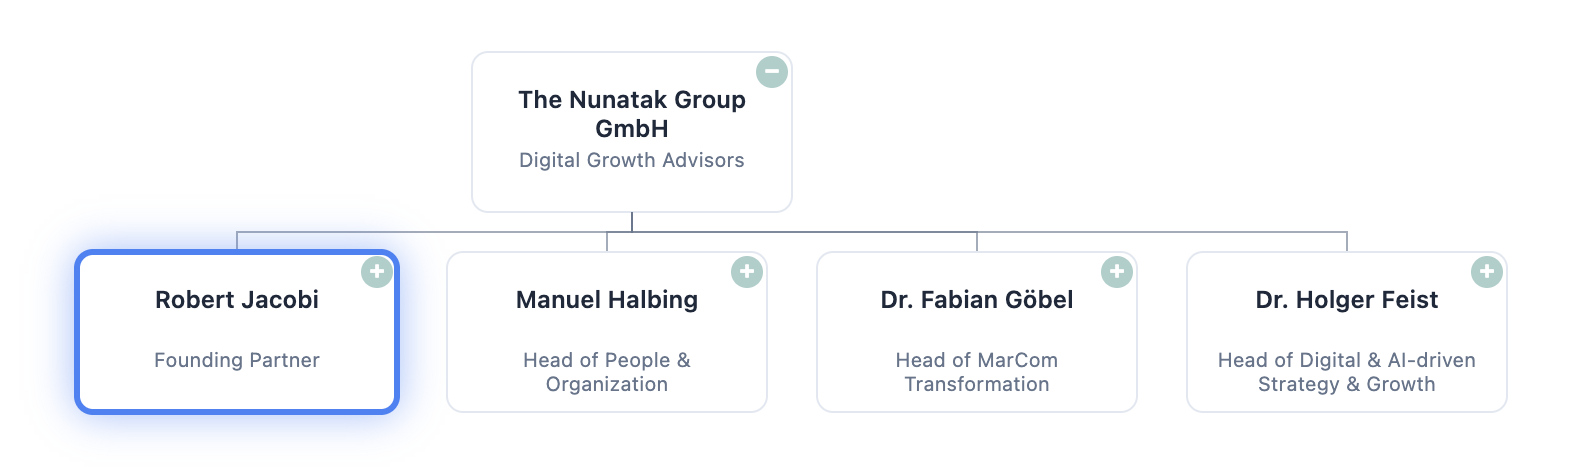 The Nunatak Group
GmbH
Digital Growth Advisors
Robert Jacobi
Founding Partner
Manuel Halbing
Head of People &
Organization
Dr. Fabian Göbel
Head of MarCom
Transformation
Dr. Holger Feist
Head of Digital & AI-driven
Strategy & Growth